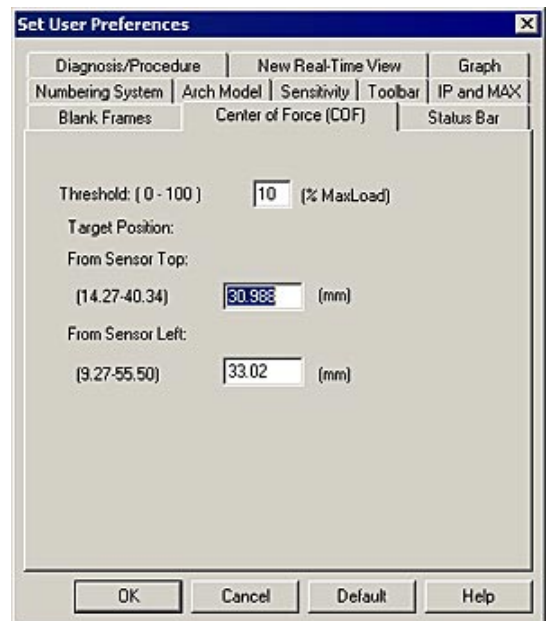 Set User Preferences
Diagnosis/Procedure New Real-Time View Graph
Numbering System Arch Model Sensitivity Toolbar IP and MAX
Blank Frames Center of Force (COF) Status Bar
Threshold: ( 0 - 100 ) 10 (% MaxLoad)
Target Position:
From Sensor Top:
(14.27-40.34) 30.988 (mm)
From Sensor Left:
(9.27-55.50) 33.02 (mm)
OK Cancel Default Help